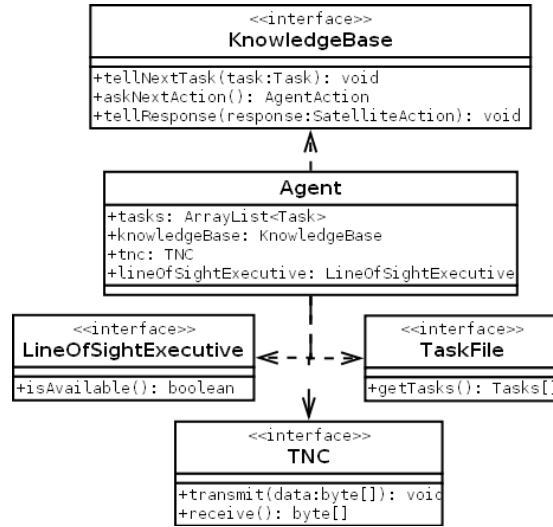 <<interface>>
KnowledgeBase
+tellNextTask(task:Task): void
+askNextAction(): AgentAction
+tellResponse(response:SatelliteAction): void
Agent
+tasks: ArrayList<Task>
+knowledgeBase: KnowledgeBase
+tnc: TNC
+lineOfSightExecutive: LineOfSightExecutive
<<interface>>
LineOfSightExecutive
+isAvailable(): boolean
<<interface>>
TaskFile
+getTasks(): Tasks[]
<<interface>>
TNC
+transmit(data:byte[]): void
+receive(): byte[]